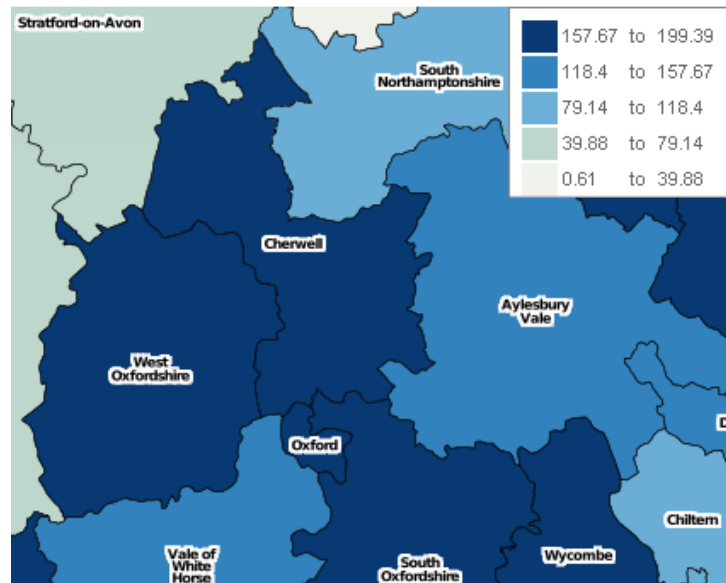 Stratford-on-Avon
157.67 to 199.39
118.4 to 157.67
79.14 to 118.4
39.88 to 79.14
0.61 to 39.88
South
Northamptonshire
Cherwell
Aylesbury
Vale
West
Oxfordshire
Oxford
D
Chiltern
Vale of
White
Horse
South
Oxfordshire
Wycombe